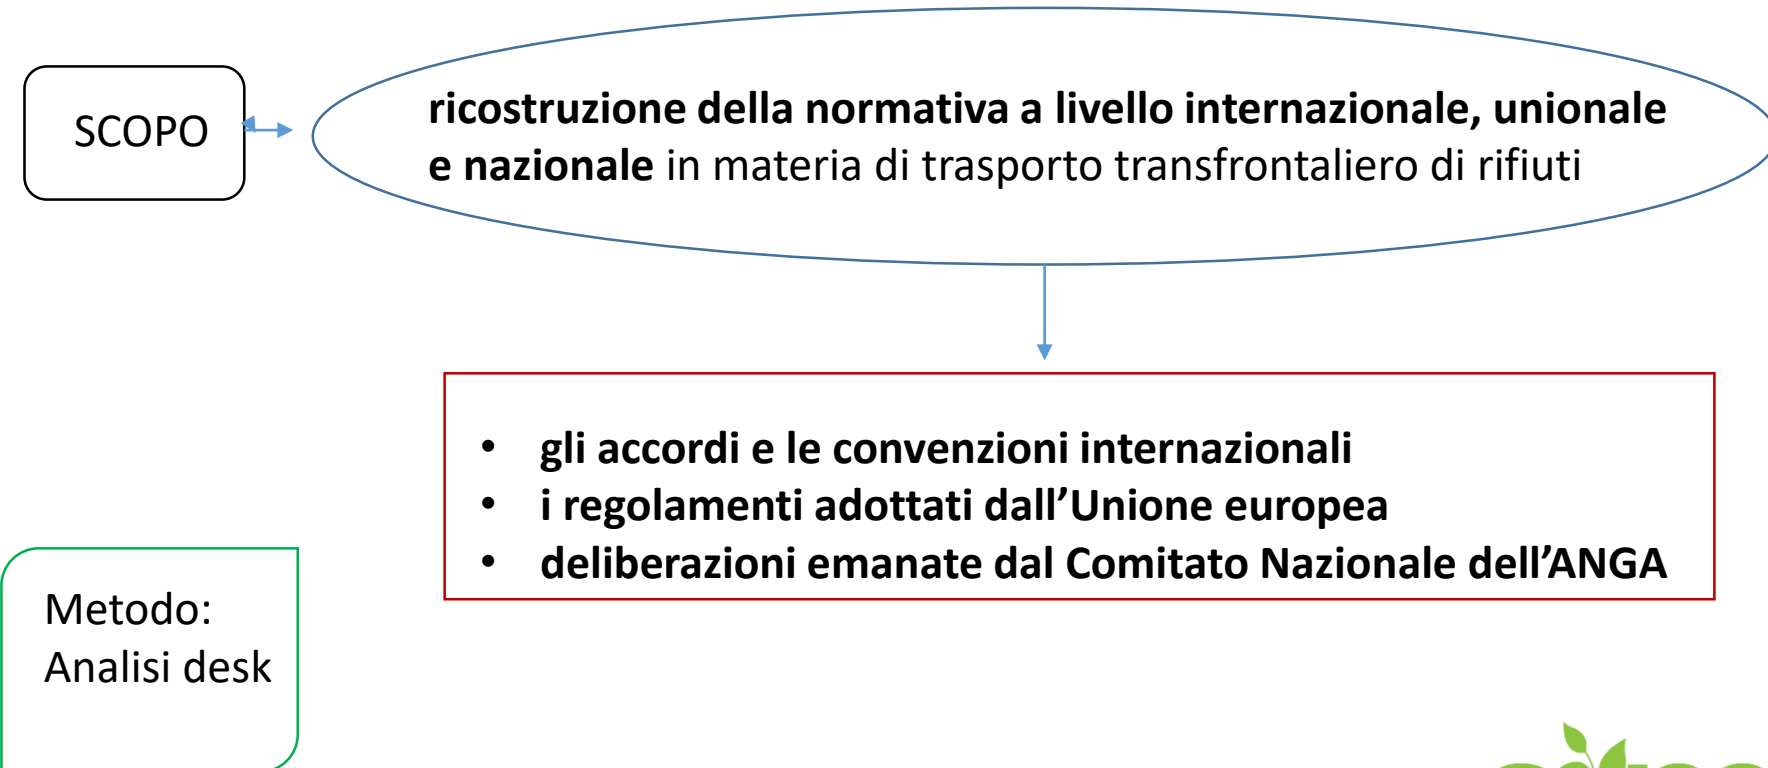 SCOPO
ricostruzione della normativa a livello internazionale, unionale
e nazionale in materia di trasporto transfrontaliero di rifiuti
• gli accordi e le convenzioni internazionali
• i regolamenti adottati dall’Unione europea
• deliberazioni emanate dal Comitato Nazionale dell’ANGA
Metodo:
Analisi desk